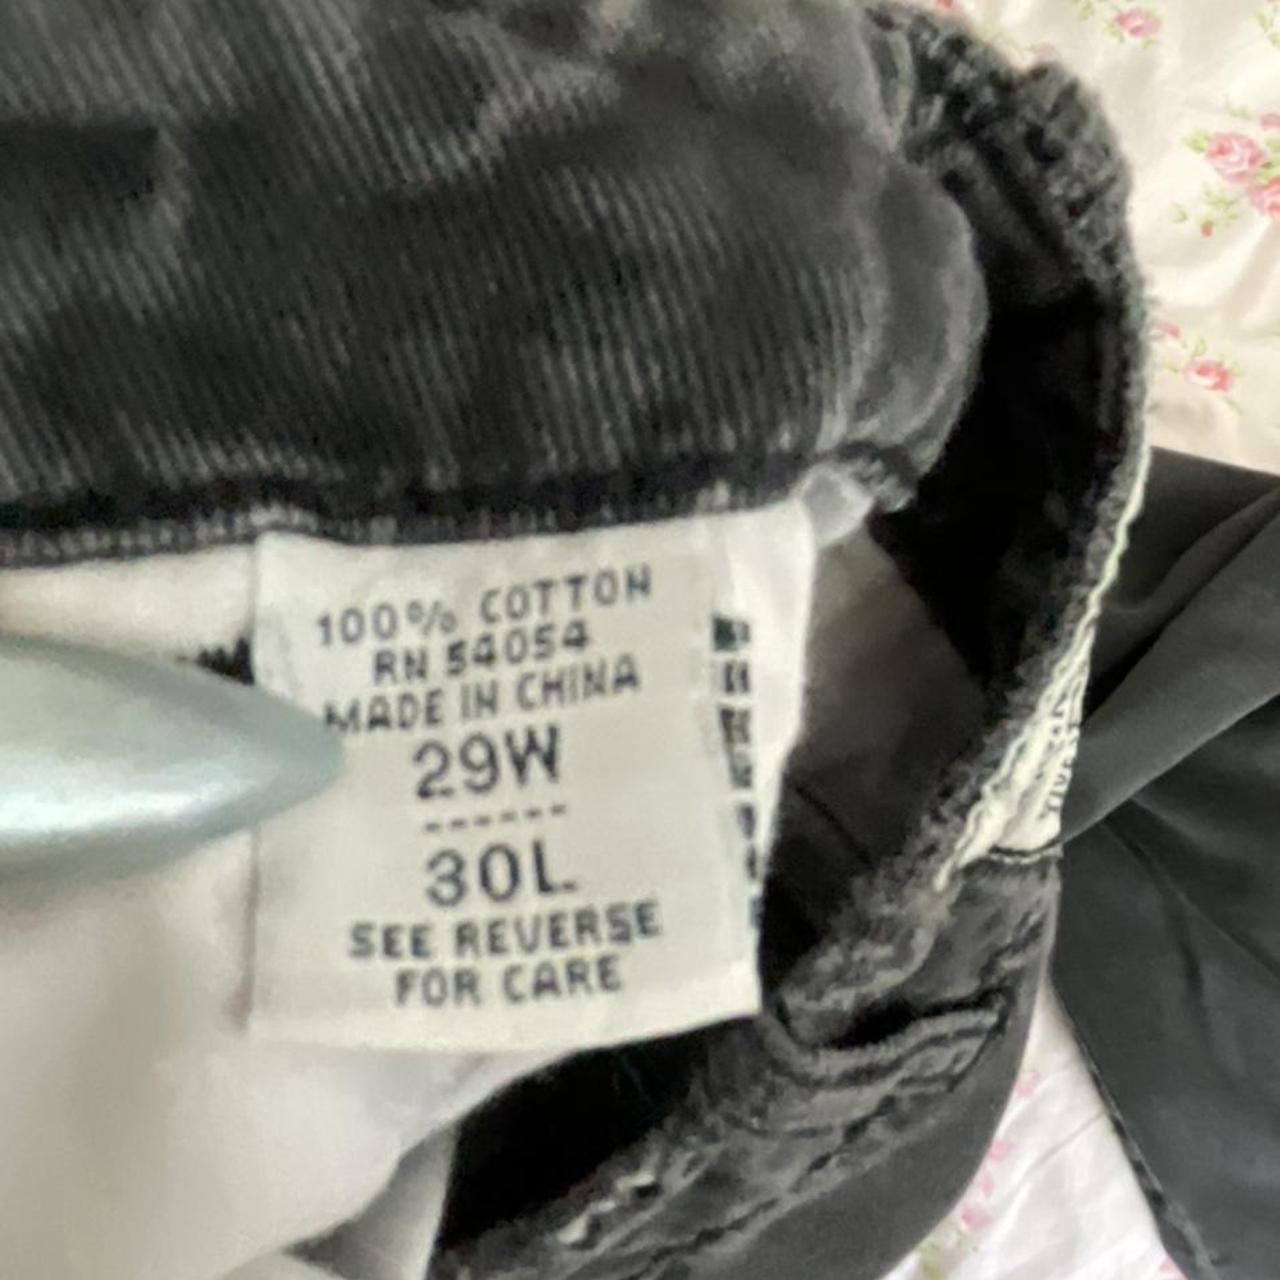 100% COTTON
RN 54054
MADE IN CHINA
29W
------
30L
SEE REVERSE
FOR CARE